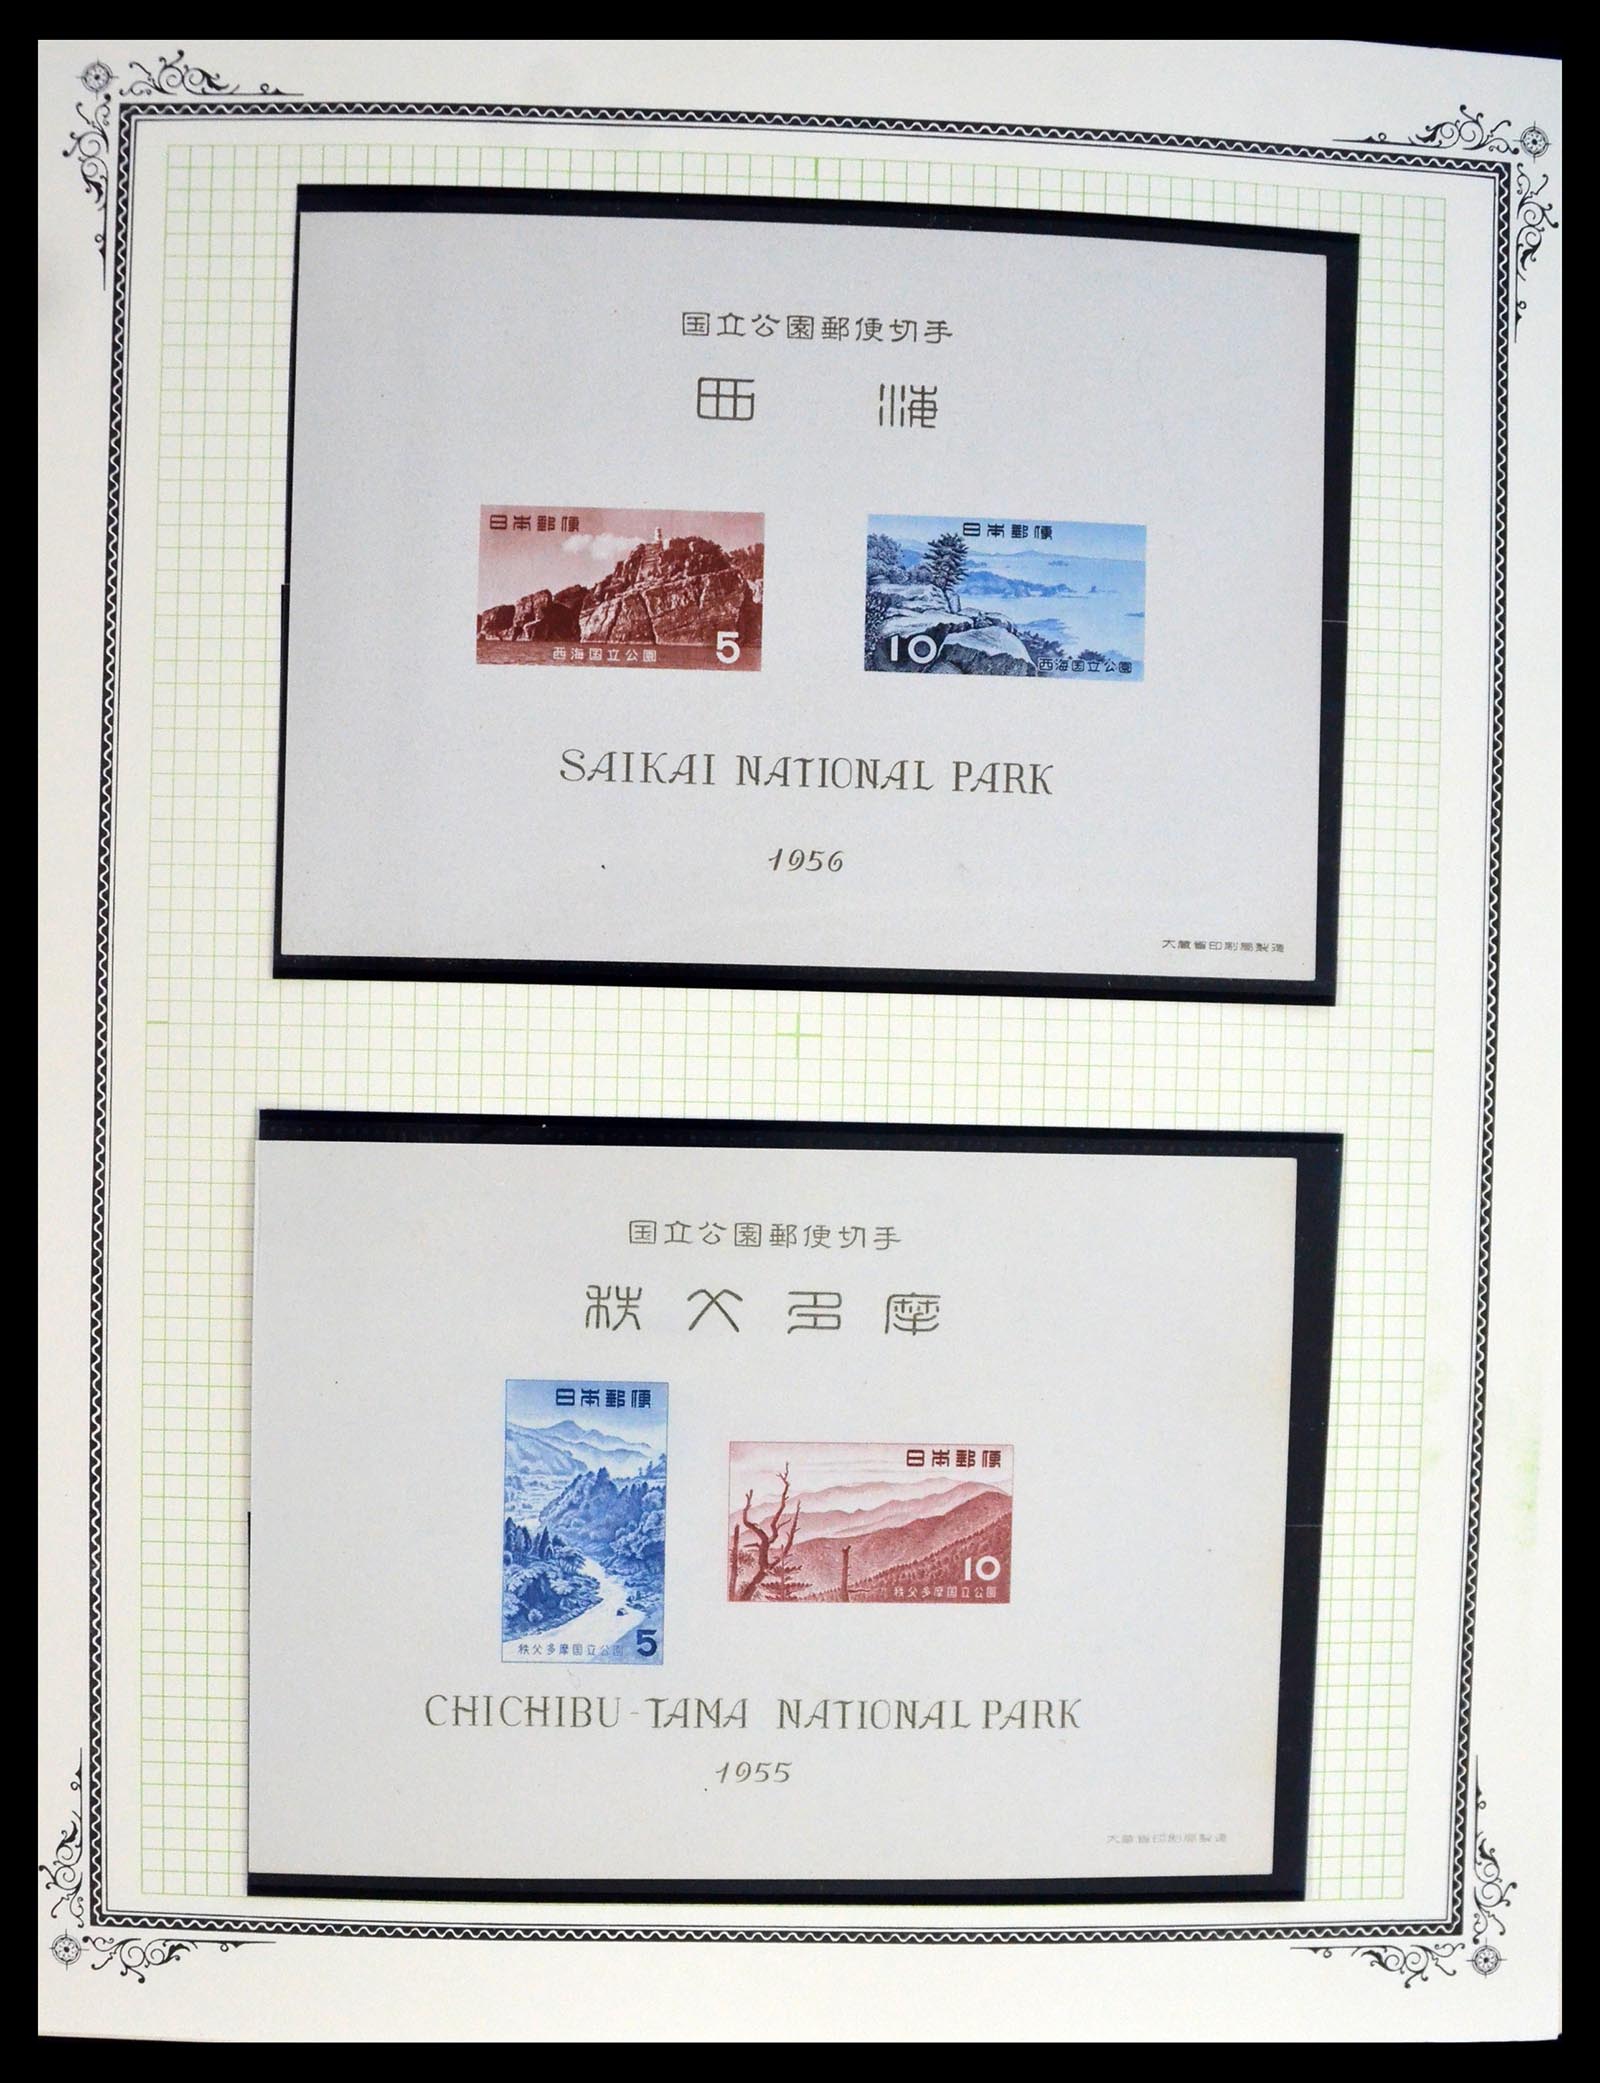 国立公園郵便切手
西海
日本郵便
西海国立公園 5
日本郵便
10 西海国立公園
SAIKAI NATIONAL PARK
1956
大蔵省印刷局製造
国立公園郵便切手
秩父多摩
日本郵便
秩父多摩国立公園 5
日本郵便
10
秩父多摩国立公園
CHICHIBU-TAMA NATIONAL PARK
1955
大蔵省印刷局製造